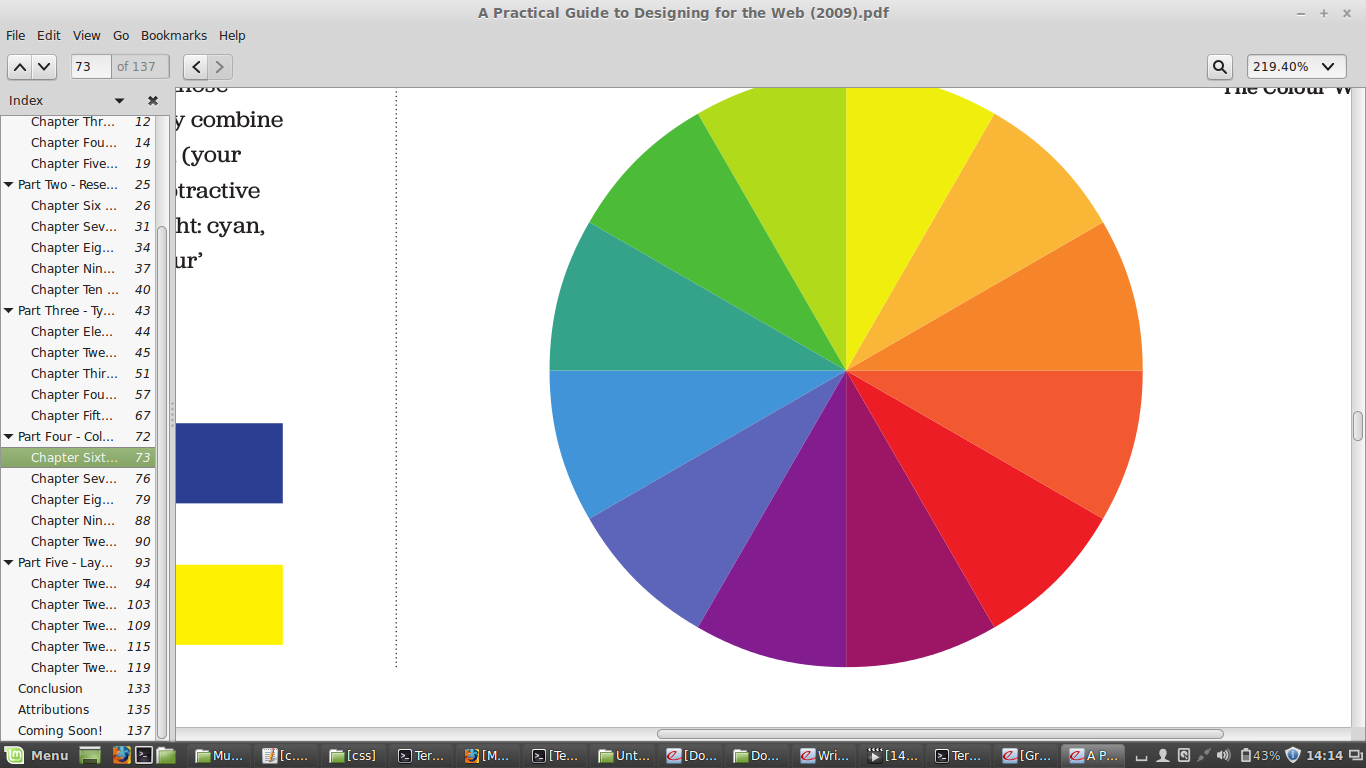 A Practical Guide to Designing for the Web (2009).pdf
File Edit View Go Bookmarks Help
73 of 137
219.40%
Index
Chapter Thr... 12
Chapter Fou... 14
Chapter Five... 19
Part Two - Rese... 25
Chapter Six ... 26
Chapter Sev... 31
Chapter Eig... 34
Chapter Nin... 37
Chapter Ten ... 40
Part Three - Ty... 43
Chapter Ele... 44
Chapter Twe... 45
Chapter Thir... 51
Chapter Fou... 57
Chapter Fift... 67
Part Four - Col... 72
Chapter Sixt... 73
Chapter Sev... 76
Chapter Eig... 79
Chapter Nin... 88
Chapter Twe... 90
Part Five - Lay... 93
Chapter Twe... 94
Chapter Twe... 103
Chapter Twe... 109
Chapter Twe... 115
Chapter Twe... 119
Conclusion 133
Attributions 135
Coming Soon! 137
y combine
(your
tractive
ht: cyan,
ur’
The Colour W
Menu Mu... [c.... [css] Ter... [M... [Te... Unt... [Do... Do... Wri... [14... Ter... [Gr... A P... 43% 14:14